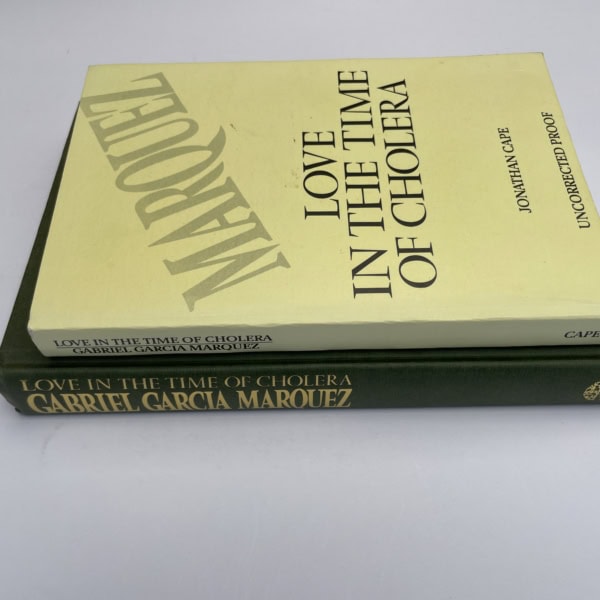 MARQUEZ
LOVE
IN THE TIME
OF CHOLERA
JONATHAN CAPE
UNCORRECTED PROOF
LOVE IN THE TIME OF CHOLERA
GABRIEL GARCIA MARQUEZ
CAPE
LOVE IN THE TIME OF CHOLERA
GABRIEL GARCIA MARQUEZ